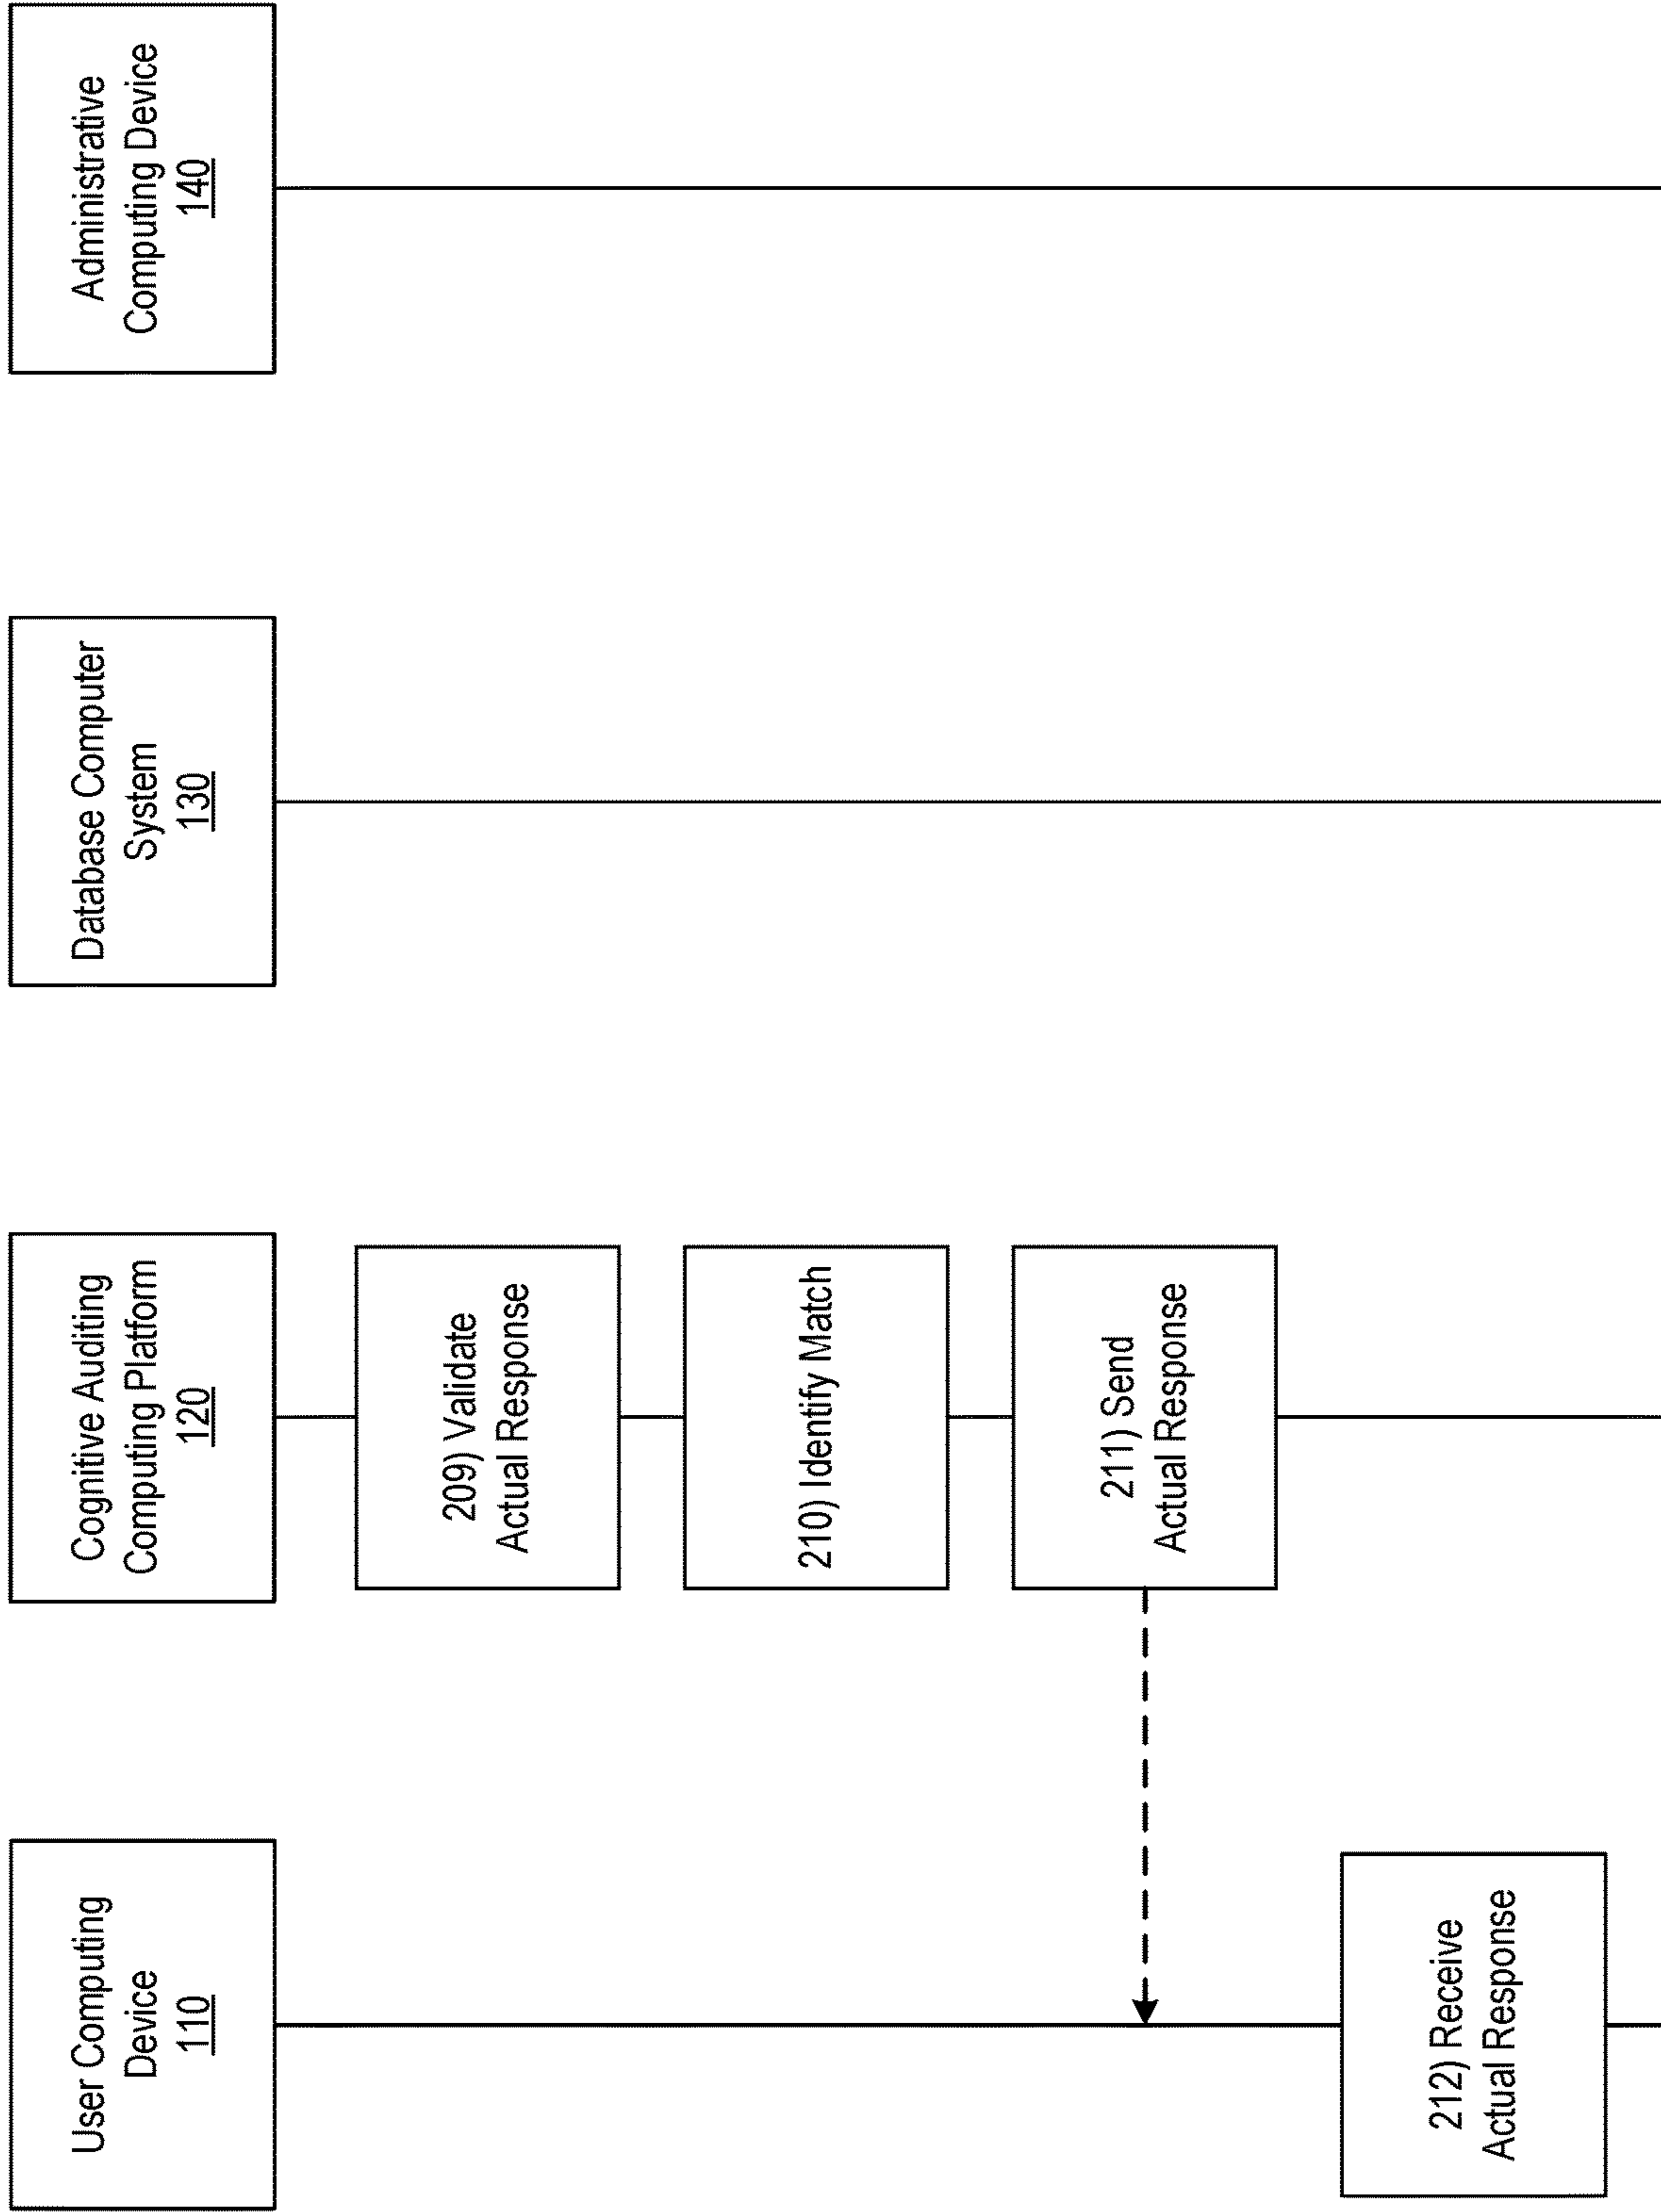 User Computing
Device
110
Cognitive Auditing
Computing Platform
120
Database Computer
System
130
Administrative
Computing Device
140
209) Validate
Actual Response
210) Identify Match
211) Send
Actual Response
212) Receive
Actual Response